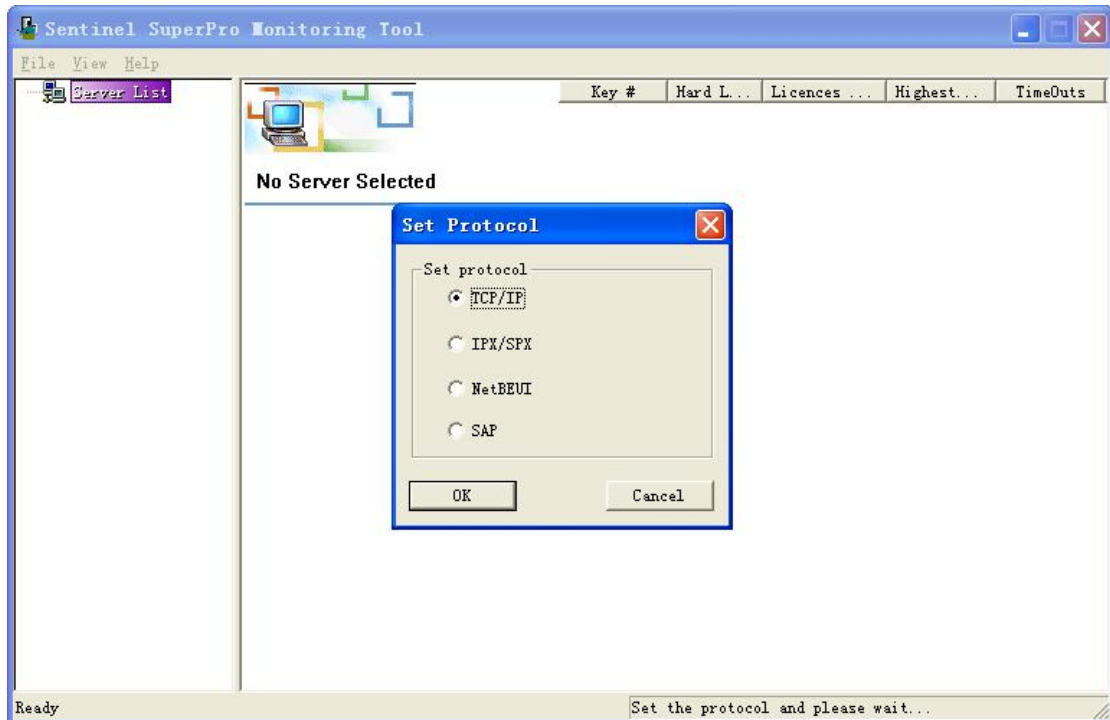 Sentinel SuperPro Monitoring Tool
File View Help
Server List
Key # Hard L... Licences ... Highest... TimeOuts
No Server Selected
Set Protocol
Set protocol
TCP/IP
IPX/SPX
NetBEUI
SAP
OK Cancel
Ready Set the protocol and please wait...